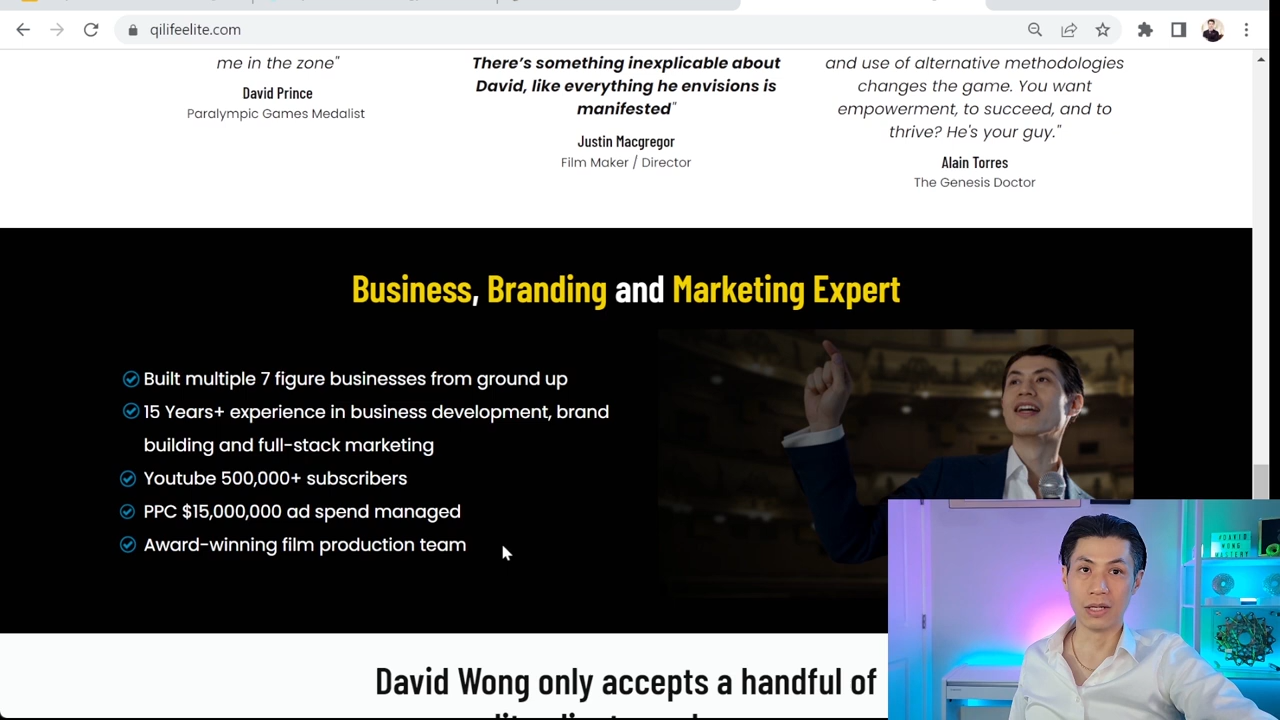 qilifeelite.com
me in the zone"
David Prince
Paralympic Games Medalist
There's something inexplicable about
David, like everything he envisions is
manifested"
Justin Macgregor
Film Maker / Director
and use of alternative methodologies
changes the game. You want
empowerment, to succeed, and to
thrive? He's your guy."
Alain Torres
The Genesis Doctor
Business, Branding and Marketing Expert
Built multiple 7 figure businesses from ground up
15 Years+ experience in business development, brand
building and full-stack marketing
Youtube 500,000+ subscribers
PPC $15,000,000 ad spend managed
Award-winning film production team
David Wong only accepts a handful of